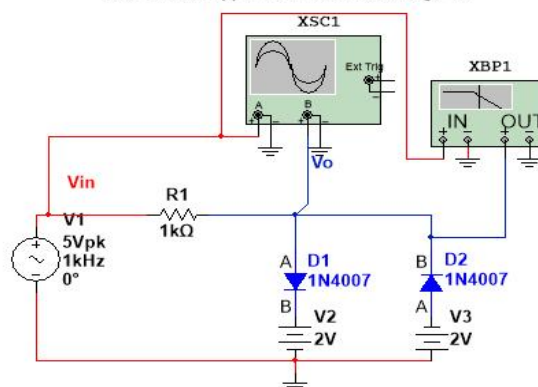 XSC1
Ext Trig
+
-
A
B
+
-
+
-
XBP1
IN
OUT
+
-
+
-
Vo
Vin
R1
1kΩ
V1
5Vpk
1kHz
0°
A
D1
1N4007
B
B
D2
1N4007
A
V2
2V
V3
2V